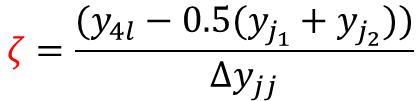 ζ = (y_{4l} − 0.5(y_{j_1} + y_{j_2})) / Δy_{jj}